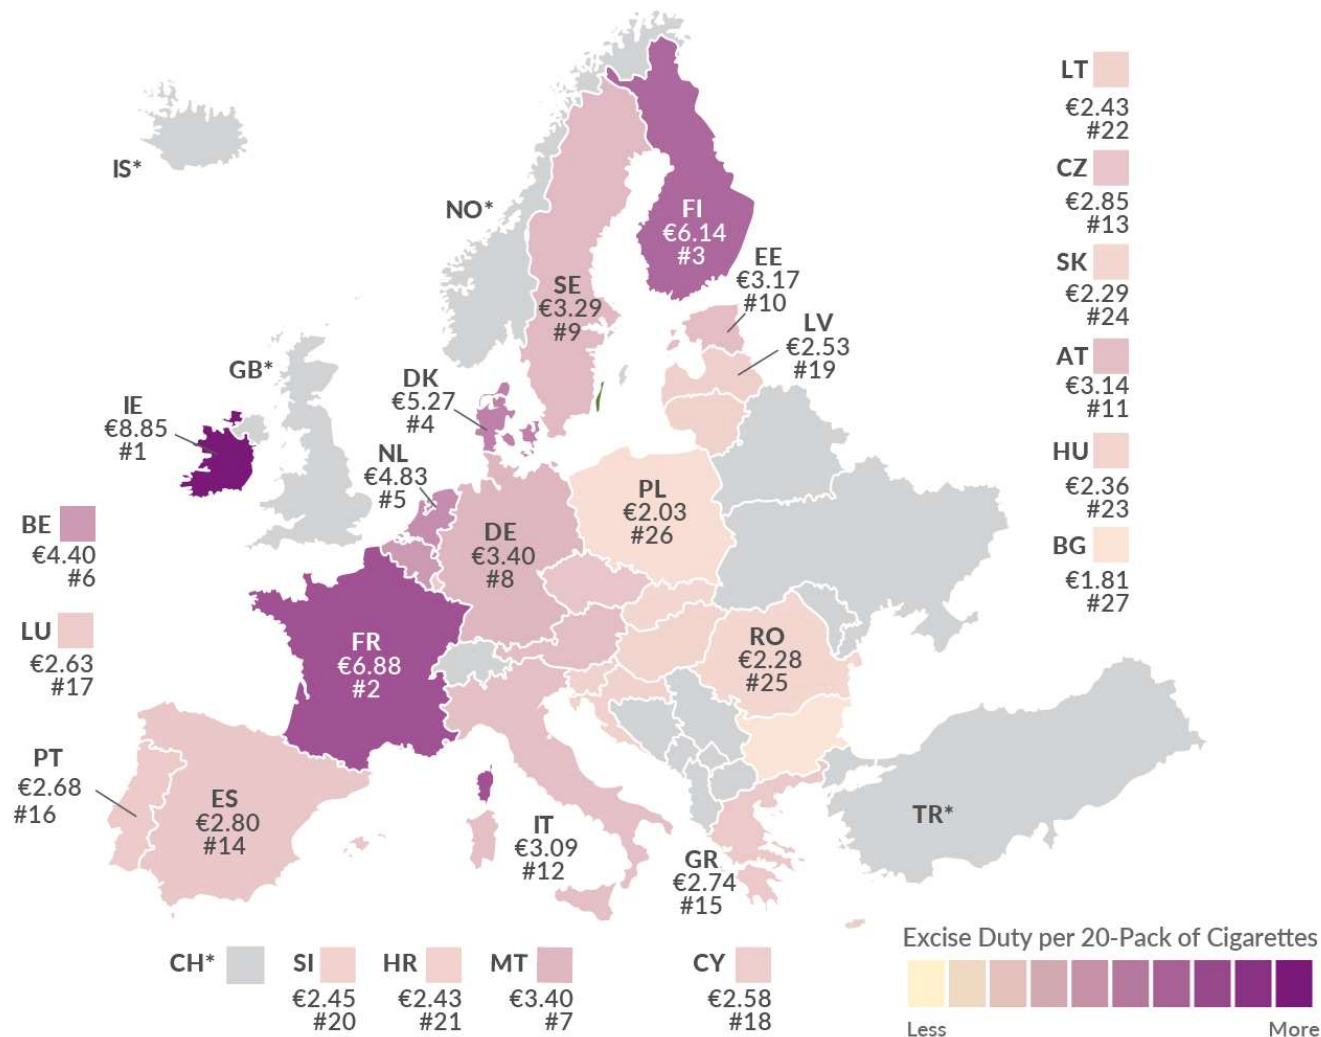 IS*
NO*
FI
€6.14
#3
SE
€3.29
#9
EE
€3.17
#10
LV
€2.53
#19
GB*
IE
€8.85
#1
DK
€5.27
#4
NL
€4.83
#5
BE
€4.40
#6
LU
€2.63
#17
DE
€3.40
#8
PL
€2.03
#26
FR
€6.88
#2
RO
€2.28
#25
PT
€2.68
#16
ES
€2.80
#14
IT
€3.09
#12
GR
€2.74
#15
TR*
LT
€2.43
#22
CZ
€2.85
#13
SK
€2.29
#24
AT
€3.14
#11
HU
€2.36
#23
BG
€1.81
#27
CH*
SI
€2.45
#20
HR
€2.43
#21
MT
€3.40
#7
CY
€2.58
#18
Excise Duty per 20-Pack of Cigarettes
Less
More